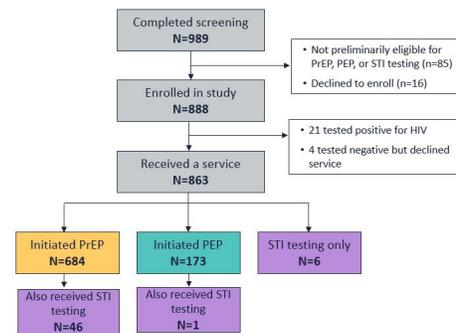 Completed screening
N=989
• Not preliminarily eligible for
PrEP, PEP, or STI testing (n=85)
• Declined to enroll (n=16)
Enrolled in study
N=888
• 21 tested positive for HIV
• 4 tested negative but declined
service
Received a service
N=863
Initiated PrEP
N=684
Initiated PEP
N=173
STI testing only
N=6
Also received STI
testing
N=46
Also received STI
testing
N=1